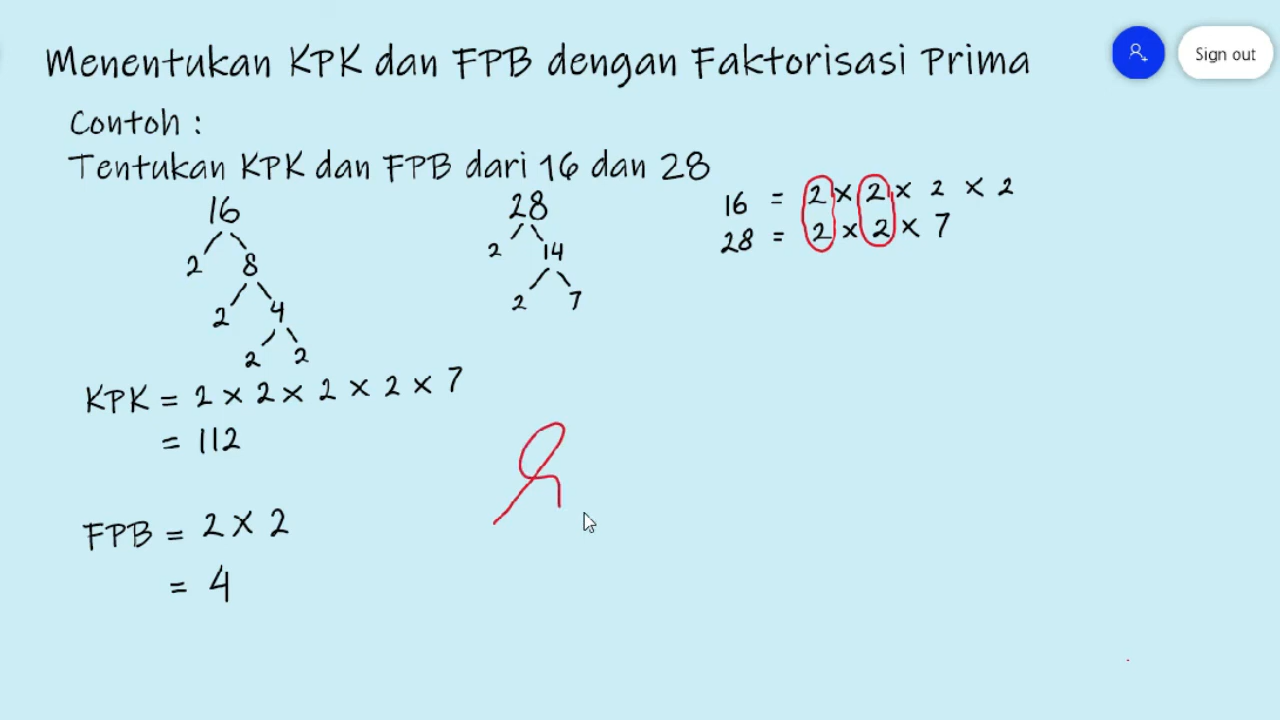 Menentukan KPK dan FPB dengan Faktorisasi Prima
Sign out
Contoh :
Tentukan KPK dan FPB dari 16 dan 28
16 = 2 x 2 x 2 x 2
28 = 2 x 2 x 7
16
2 8
2 4
2 2
28
2 14
2 7
KPK = 2 x 2 x 2 x 2 x 7
= 112
FPB = 2 x 2
= 4